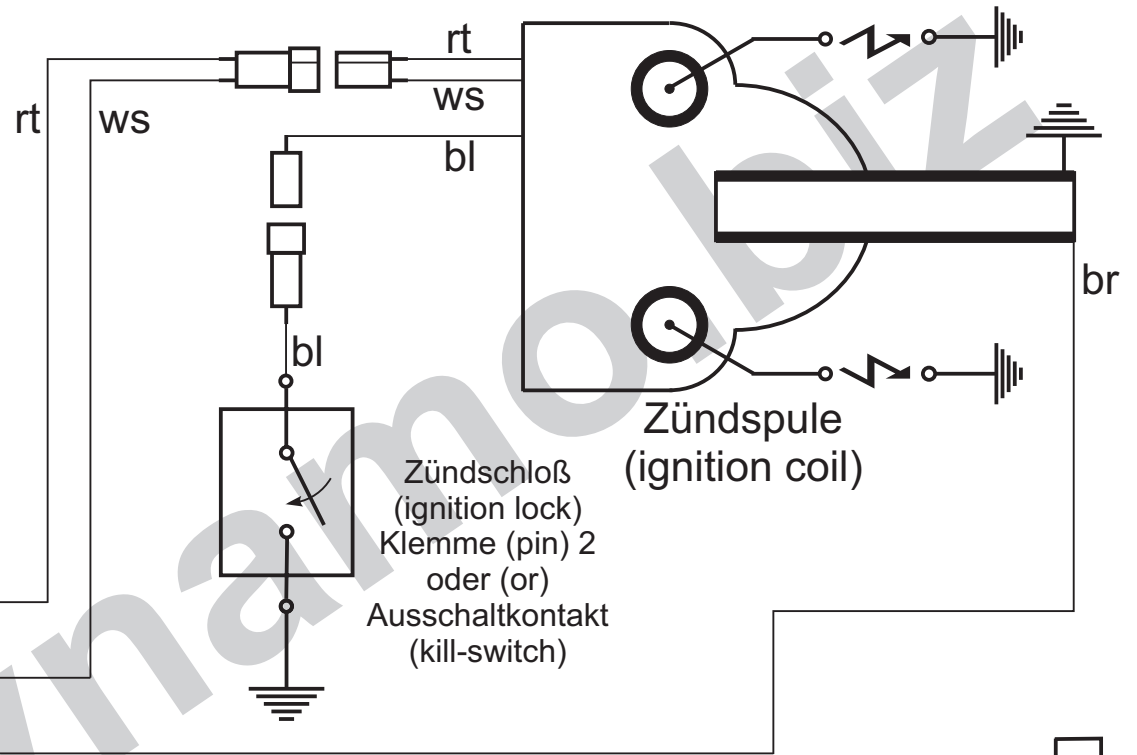 rt
ws
rt
ws
bl
br
bl
Zündspule
(ignition coil)
Zündschloß
(ignition lock)
Klemme (pin) 2
oder (or)
Ausschaltkontakt
(kill-switch)
ynamo.biz